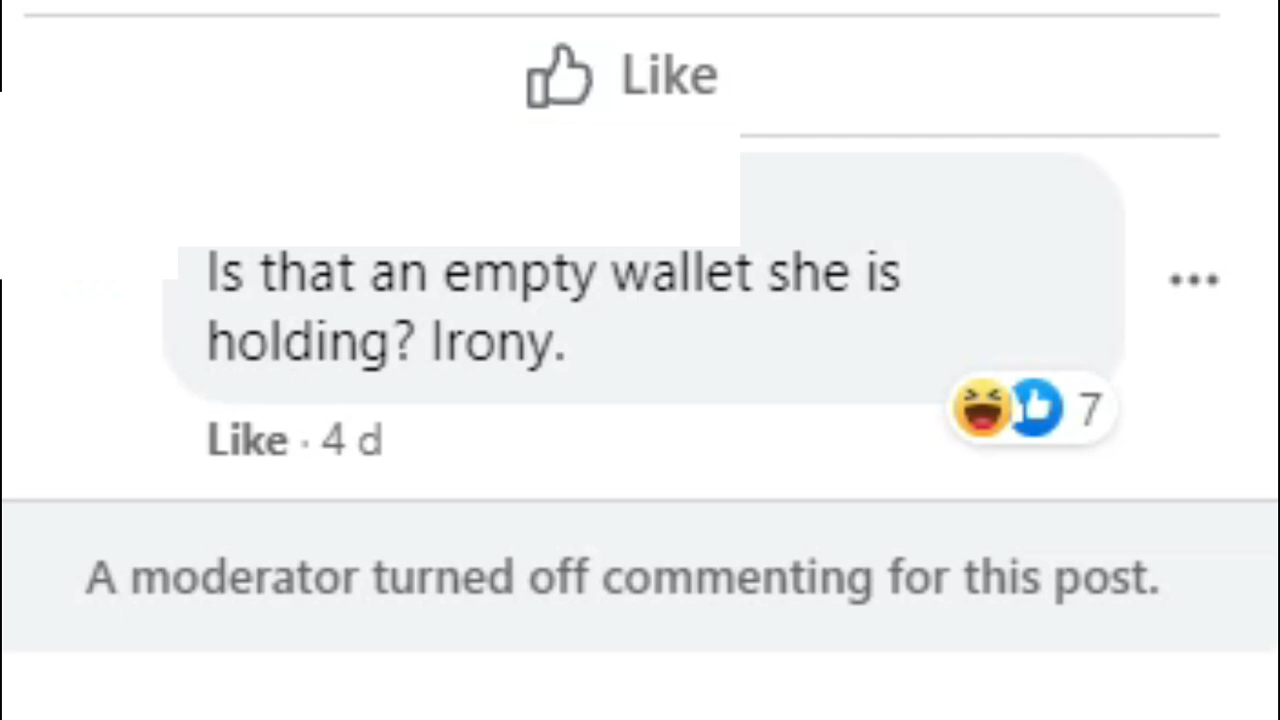 Like
Is that an empty wallet she is
holding? Irony.
7
Like · 4 d
A moderator turned off commenting for this post.